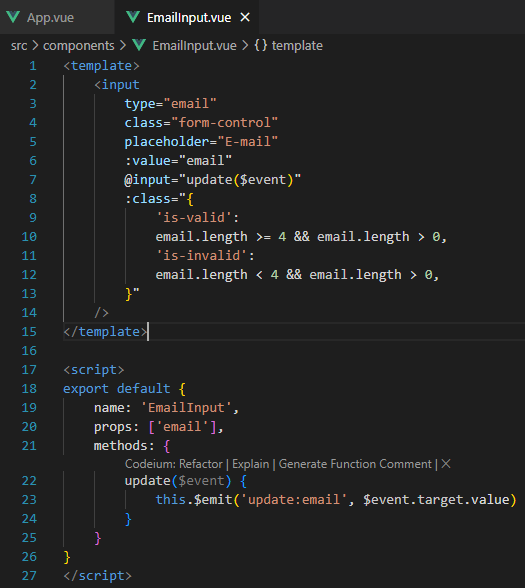 App.vue
EmailInput.vue ×
src > components > EmailInput.vue > {} template
1 <template>
2     <input
3         type="email"
4         class="form-control"
5         placeholder="E-mail"
6         :value="email"
7         @input="update($event)"
8         :class="{
9             'is-valid':
10             email.length >= 4 && email.length > 0,
11             'is-invalid':
12             email.length < 4 && email.length > 0,
13         }"
14     />
15 </template>
16
17 <script>
18 export default {
19     name: 'EmailInput',
20     props: ['email'],
21     methods: {
Codeium: Refactor | Explain | Generate Function Comment | ×
22         update($event) {
23             this.$emit('update:email', $event.target.value)
24         }
25     }
26 }
27 </script>